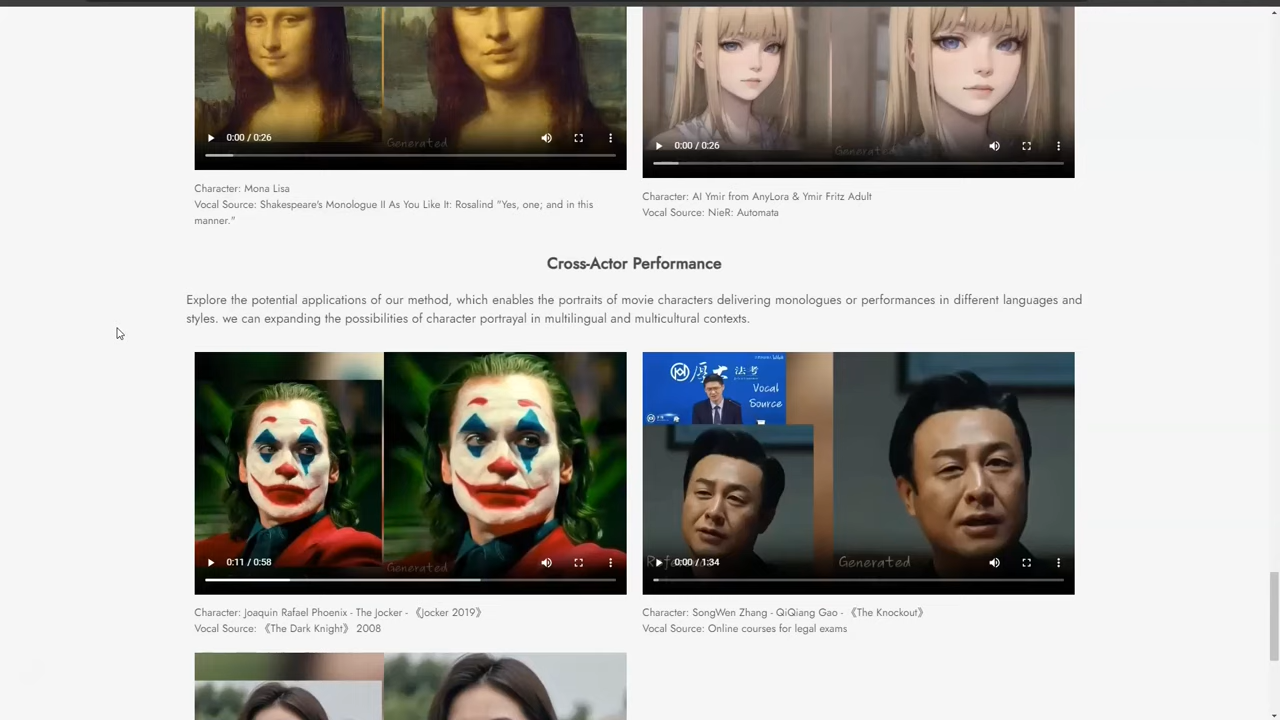 Generated
Generated
0:00 / 0:26
0:00 / 0:26
Character: Mona Lisa
Vocal Source: Shakespeare's Monologue II As You Like It: Rosalind "Yes, one; and in this
manner."
Character: AI Ymir from AnyLora & Ymir Fritz Adult
Vocal Source: NieR: Automata
Cross-Actor Performance
Explore the potential applications of our method, which enables the portraits of movie characters delivering monologues or performances in different languages and
styles. we can expanding the possibilities of character portrayal in multilingual and multicultural contexts.
厚大法考
Vocal
Source
0:11 / 0:58
Generated
0:00 / 1:34
Generated
Character: Joaquin Rafael Phoenix - The Jocker - 《Jocker 2019》
Vocal Source: 《The Dark Knight》 2008
Character: SongWen Zhang - QiQiang Gao - 《The Knockout》
Vocal Source: Online courses for legal exams